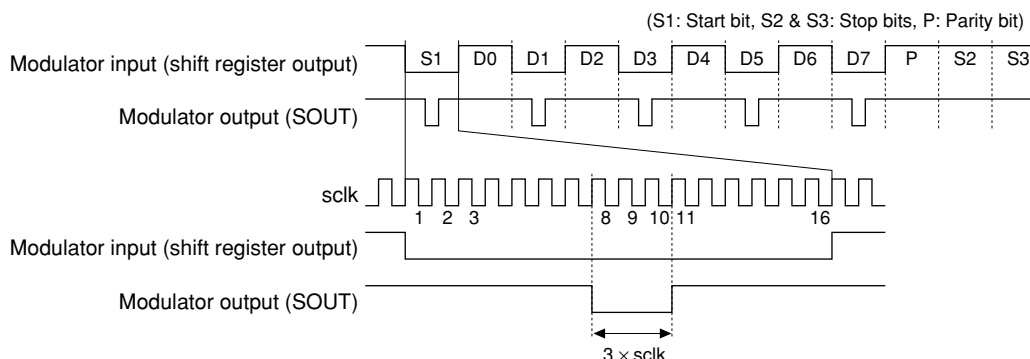 (S1: Start bit, S2 & S3: Stop bits, P: Parity bit)
Modulator input (shift register output)
S1 D0 D1 D2 D3 D4 D5 D6 D7 P S2 S3
Modulator output (SOUT)
sclk
1 2 3 8 9 10 11 16
Modulator input (shift register output)
Modulator output (SOUT)
3 × sclk